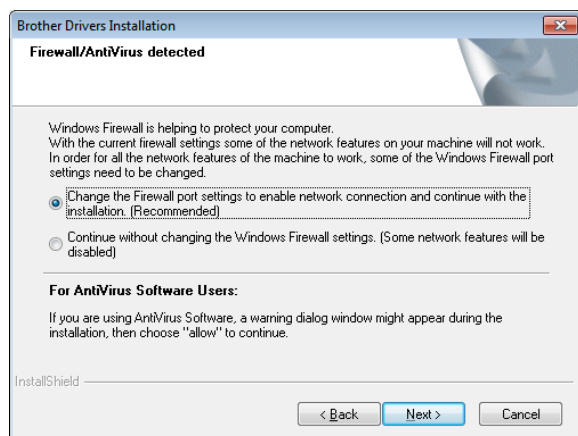 Brother Drivers Installation
Firewall/AntiVirus detected
Windows Firewall is helping to protect your computer.
With the current firewall settings some of the network features on your machine will not work.
In order for all the network features of the machine to work, some of the Windows Firewall port
settings need to be changed.
Change the Firewall port settings to enable network connection and continue with the
installation. (Recommended)
Continue without changing the Windows Firewall settings. (Some network features will be
disabled)
For AntiVirus Software Users:
If you are using AntiVirus Software, a warning dialog window might appear during the
installation, then choose "allow" to continue.
InstallShield
< Back Next > Cancel